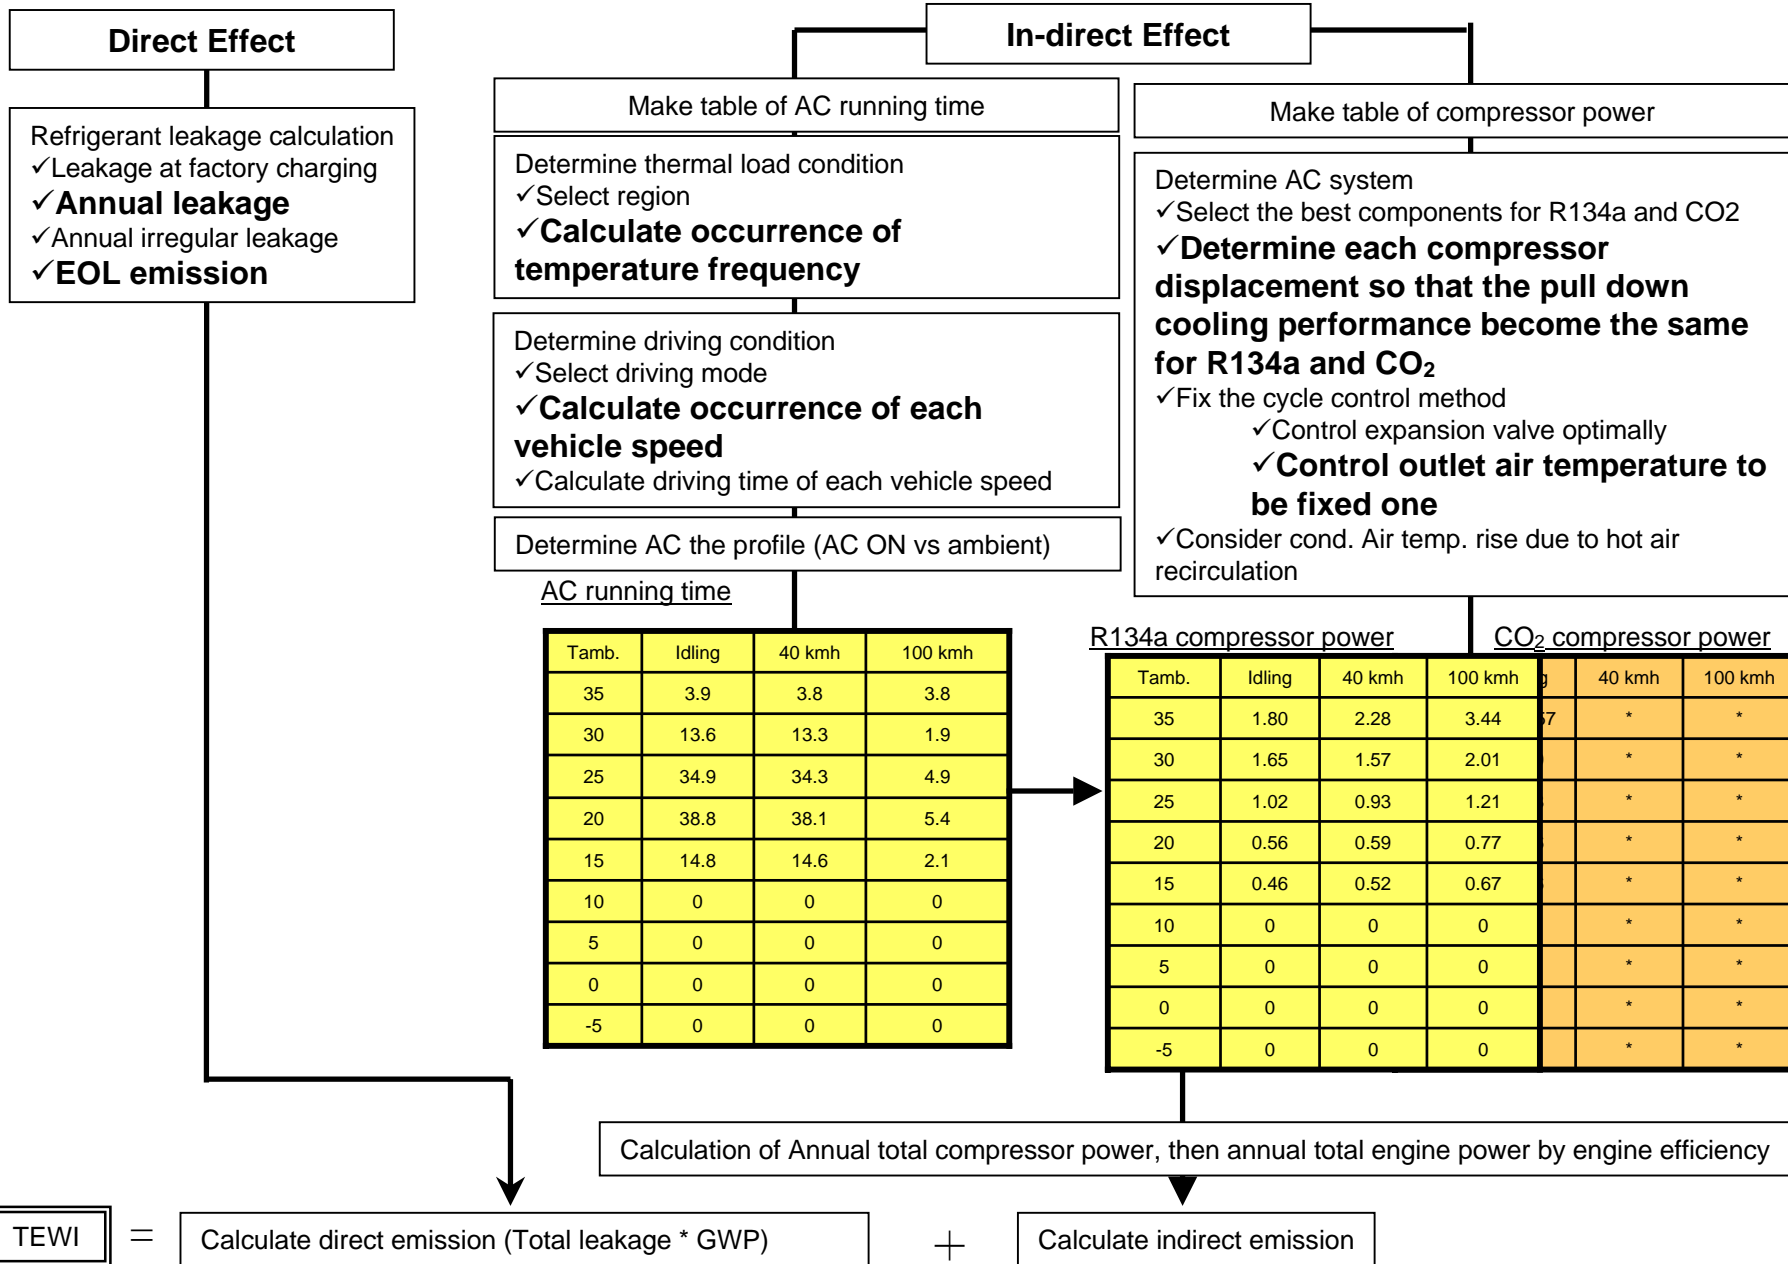 Direct Effect
In-direct Effect
Refrigerant leakage calculation
✓Leakage at factory charging
✓Annual leakage
✓Annual irregular leakage
✓EOL emission
Make table of AC running time
Determine thermal load condition
✓Select region
✓Calculate occurrence of
temperature frequency
Determine driving condition
✓Select driving mode
✓Calculate occurrence of each
vehicle speed
✓Calculate driving time of each vehicle speed
Determine AC the profile (AC ON vs ambient)
Make table of compressor power
Determine AC system
✓Select the best components for R134a and CO2
✓Determine each compressor
displacement so that the pull down
cooling performance become the same
for R134a and CO2
✓Fix the cycle control method
✓Control expansion valve optimally
✓Control outlet air temperature to
be fixed one
✓Consider cond. Air temp. rise due to hot air
recirculation
AC running time
Tamb. Idling 40 kmh 100 kmh
35 3.9 3.8 3.8
30 13.6 13.3 1.9
25 34.9 34.3 4.9
20 38.8 38.1 5.4
15 14.8 14.6 2.1
10 0 0 0
5 0 0 0
0 0 0 0
-5 0 0 0
R134a compressor power
Tamb. Idling 40 kmh 100 kmh
35 1.80 2.28 3.44
30 1.65 1.57 2.01
25 1.02 0.93 1.21
20 0.56 0.59 0.77
15 0.46 0.52 0.67
10 0 0 0
5 0 0 0
0 0 0 0
-5 0 0 0
CO2 compressor power
40 kmh 100 kmh
* *
* *
* *
* *
* *
* *
* *
* *
* *
Calculation of Annual total compressor power, then annual total engine power by engine efficiency
TEWI = Calculate direct emission (Total leakage * GWP) + Calculate indirect emission